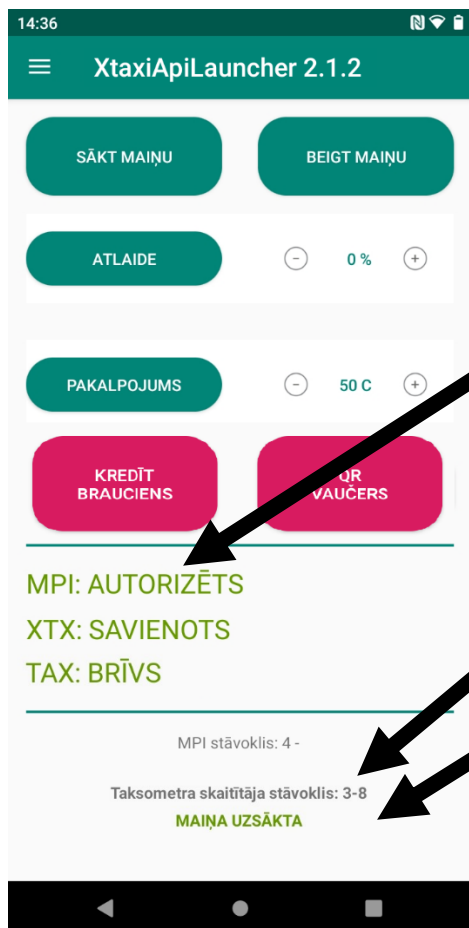 14:36
XtaxiApiLauncher 2.1.2
SĀKT MAIŅU
BEIGT MAIŅU
ATLAIDE
- 0 % +
PAKALPOJUMS
- 50 C +
KREDĪT
BRAUCIENS
QR
VAUČERS
MPI: AUTORIZĒTS
XTX: SAVIENOTS
TAX: BRĪVS
MPI stāvoklis: 4 -
Taksometra skaitītāja stāvoklis: 3-8
MAIŅA UZSĀKTA